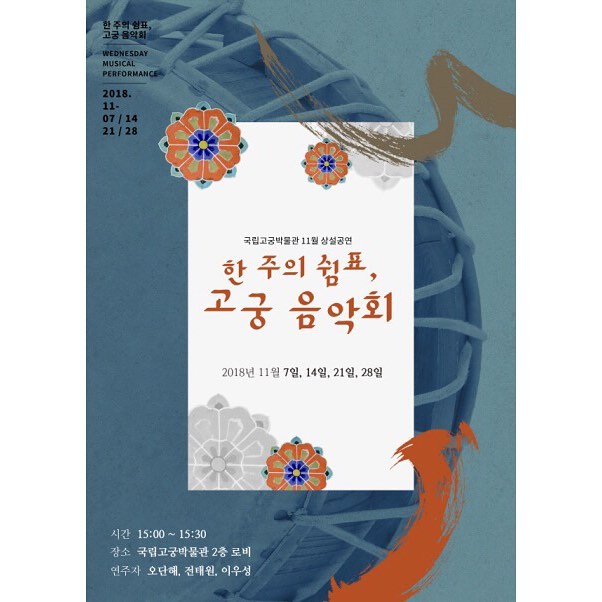 한 주의 쉼표,
고궁 음악회
WEDNESDAY
MUSICAL
PERFORMANCE
2018.
11-
07 / 14
21 / 28
국립고궁박물관 11월 상설공연
한 주의 쉼표,
고궁 음악회
2018년 11월 7일, 14일, 21일, 28일
시간 15:00 ~ 15:30
장소 국립고궁박물관 2층 로비
연주자 오단해, 전태원, 이우성